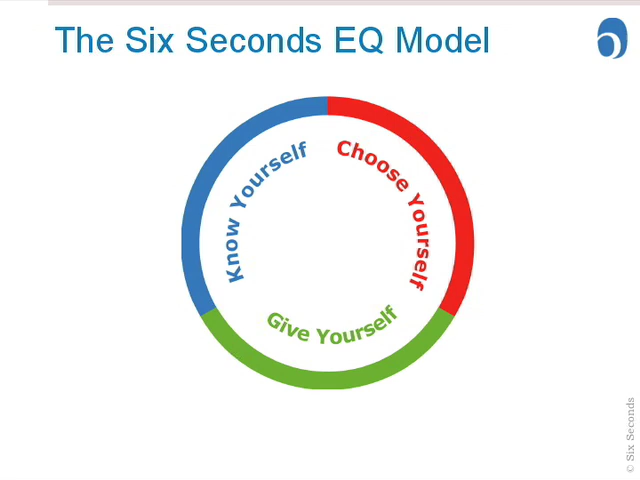 The Six Seconds EQ Model
Know Yourself
Choose Yourself
Give Yourself
© Six Seconds